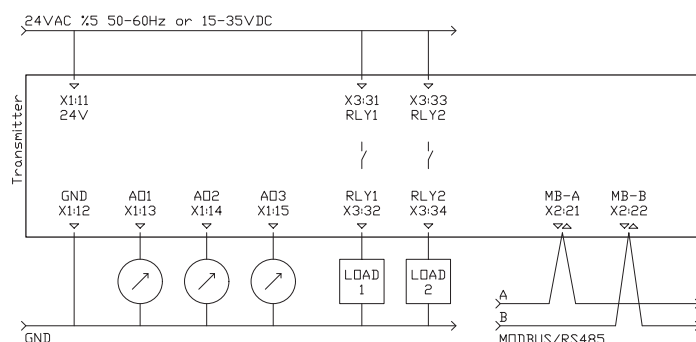 24VAC %5 50-60Hz or 15-35VDC
Transmitter
X1:11 X3:31 X3:33
24V RLY1 RLY2
GND AO1 AO2 AO3 RLY1 RLY2 MB-A MB-B
X1:12 X1:13 X1:14 X1:15 X3:32 X3:34 X2:21 X2:22
LOAD LOAD
1 2
A
B
GND MODBUS/RS485